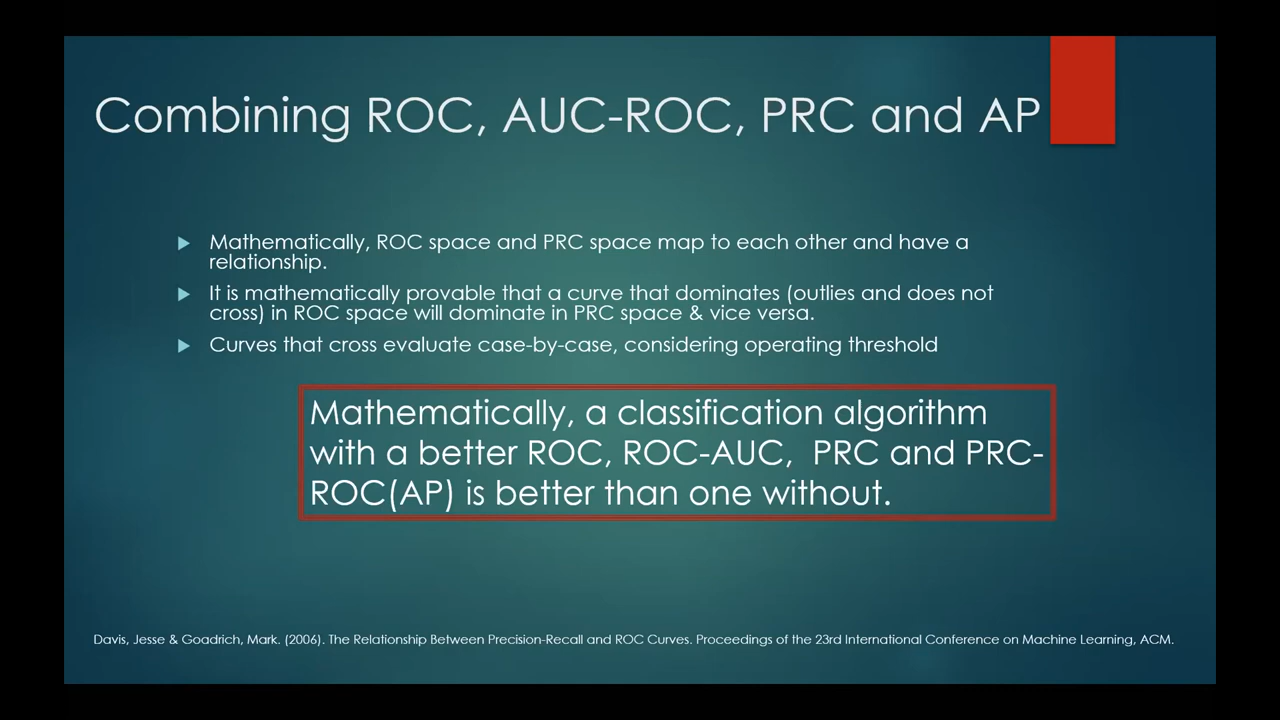 Combining ROC, AUC-ROC, PRC and AP
Mathematically, ROC space and PRC space map to each other and have a
relationship.
It is mathematically provable that a curve that dominates (outlies and does not
cross) in ROC space will dominate in PRC space & vice versa.
Curves that cross evaluate case-by-case, considering operating threshold
Mathematically, a classification algorithm
with a better ROC, ROC-AUC, PRC and PRC-
ROC(AP) is better than one without.
Davis, Jesse & Goadrich, Mark. (2006). The Relationship Between Precision-Recall and ROC Curves. Proceedings of the 23rd International Conference on Machine Learning, ACM.